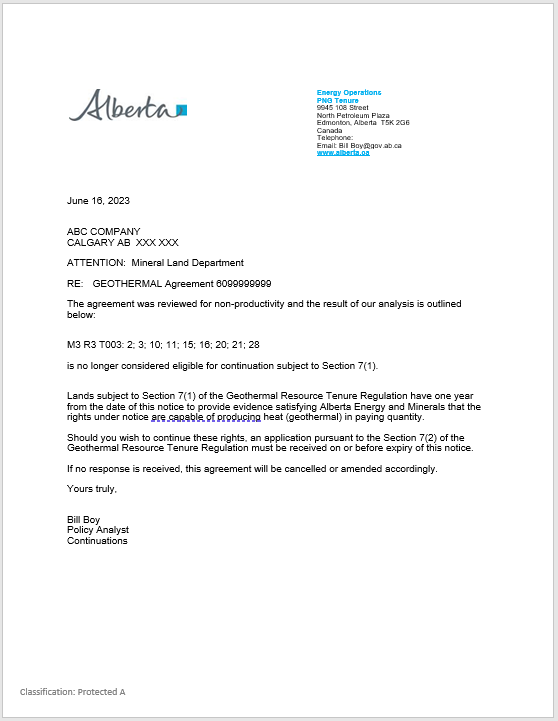 Alberta
Energy Operations
PNG Tenure
9945 108 Street
North Petroleum Plaza
Edmonton, Alberta  T5K 2G6
Canada
Telephone:
Email: Bill Boy@gov.ab.ca
www.alberta.ca
June 16, 2023
ABC COMPANY
CALGARY AB  XXX XXX
ATTENTION:  Mineral Land Department
RE:   GEOTHERMAL Agreement 6099999999
The agreement was reviewed for non-productivity and the result of our analysis is outlined
below:
M3 R3 T003: 2; 3; 10; 11; 15; 16; 20; 21; 28
is no longer considered eligible for continuation subject to Section 7(1).
Lands subject to Section 7(1) of the Geothermal Resource Tenure Regulation have one year
from the date of this notice to provide evidence satisfying Alberta Energy and Minerals that the
rights under notice are capable of producing heat (geothermal) in paying quantity.
Should you wish to continue these rights, an application pursuant to the Section 7(2) of the
Geothermal Resource Tenure Regulation must be received on or before expiry of this notice.
If no response is received, this agreement will be cancelled or amended accordingly.
Yours truly,
Bill Boy
Policy Analyst
Continuations
Classification: Protected A